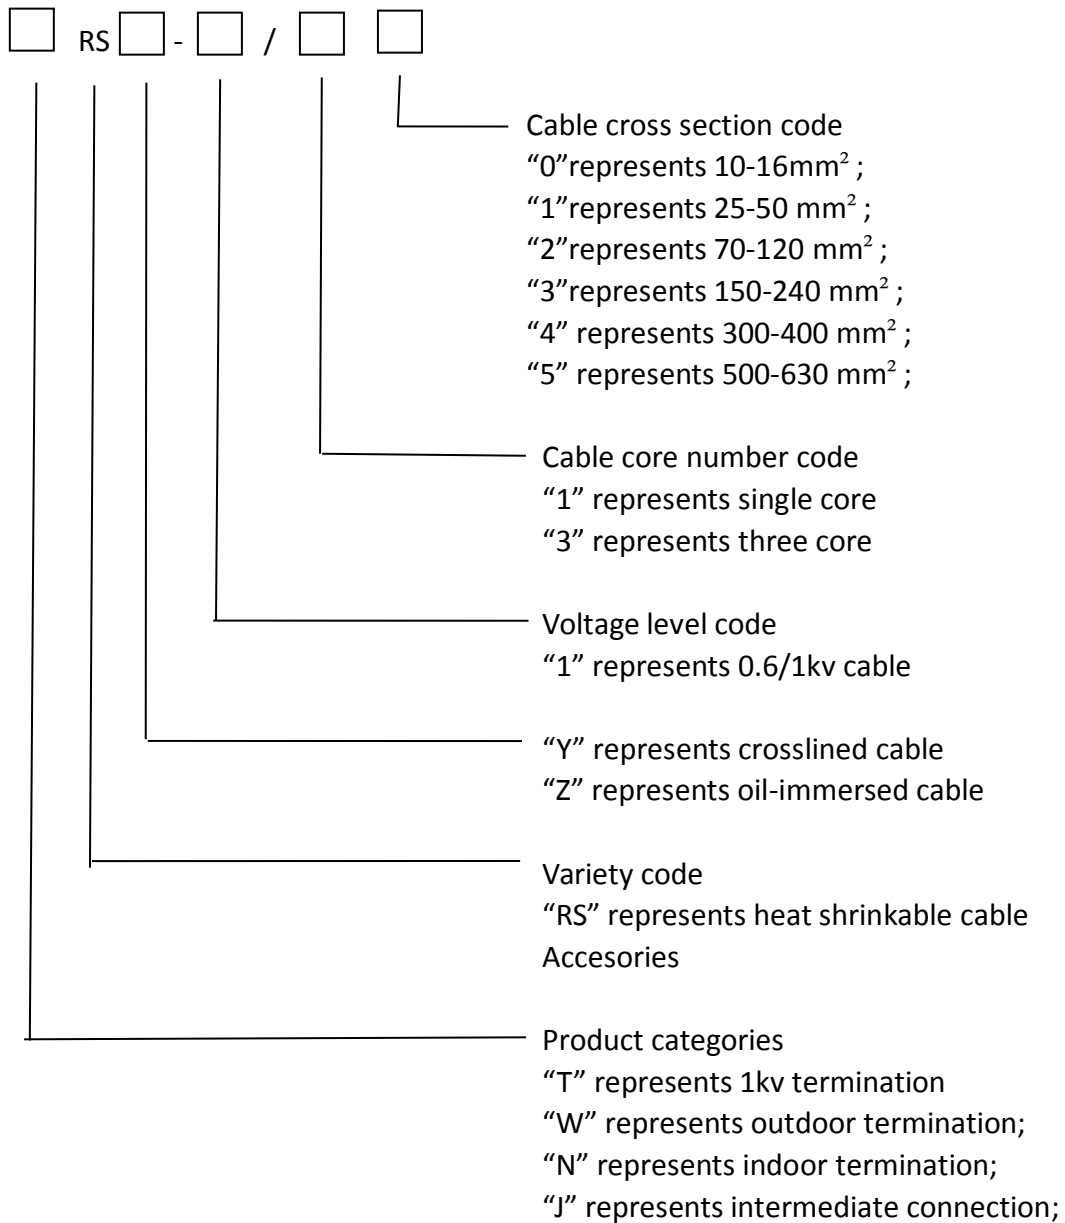 RS - /
Cable cross section code
“0”represents 10-16mm² ;
“1”represents 25-50 mm² ;
“2”represents 70-120 mm² ;
“3”represents 150-240 mm² ;
“4” represents 300-400 mm² ;
“5” represents 500-630 mm² ;
Cable core number code
“1” represents single core
“3” represents three core
Voltage level code
“1” represents 0.6/1kv cable
“Y” represents crosslined cable
“Z” represents oil-immersed cable
Variety code
“RS” represents heat shrinkable cable
Accesories
Product categories
“T” represents 1kv termination
“W” represents outdoor termination;
“N” represents indoor termination;
“J” represents intermediate connection;